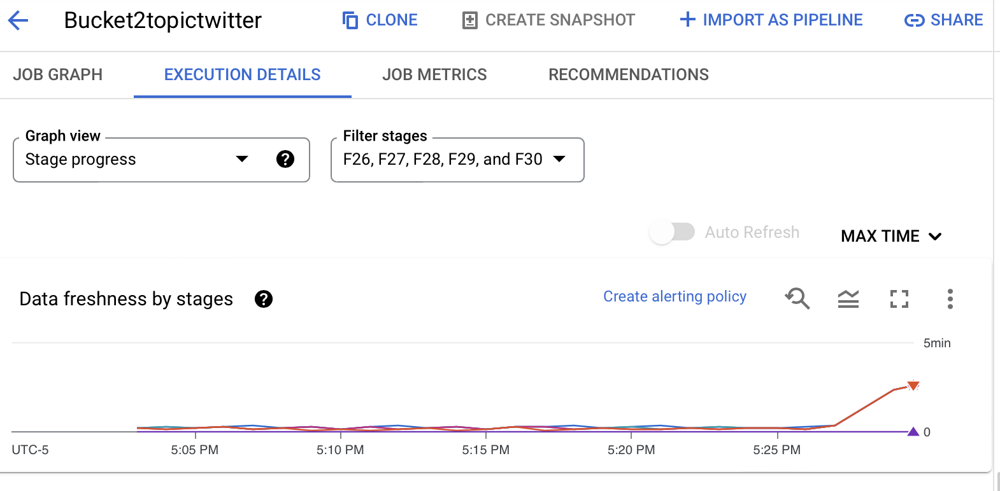 Bucket2topictwitter
CLONE
CREATE SNAPSHOT
IMPORT AS PIPELINE
SHARE
JOB GRAPH
EXECUTION DETAILS
JOB METRICS
RECOMMENDATIONS
Graph view
Stage progress
Filter stages
F26, F27, F28, F29, and F30
Auto Refresh
MAX TIME
Data freshness by stages
Create alerting policy
5min
0
UTC-5
5:05 PM
5:10 PM
5:15 PM
5:20 PM
5:25 PM